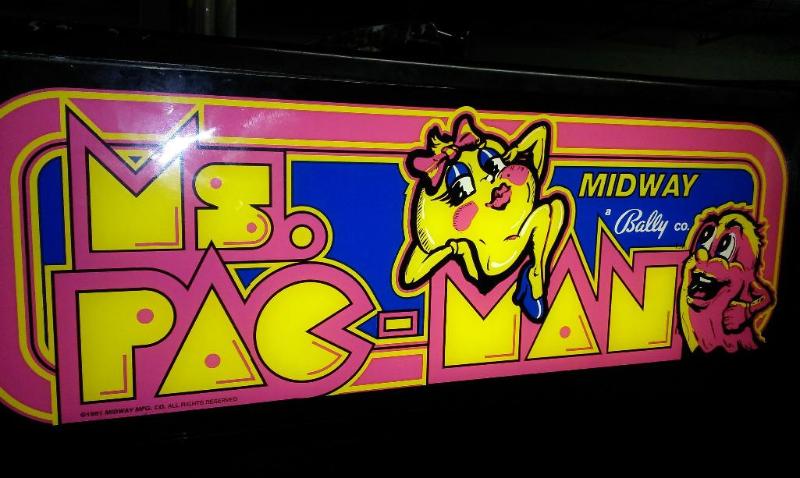 Ms.
PAC-MAN
MIDWAY
a Bally co.
©1981 MIDWAY MFG. CO. ALL RIGHTS RESERVED